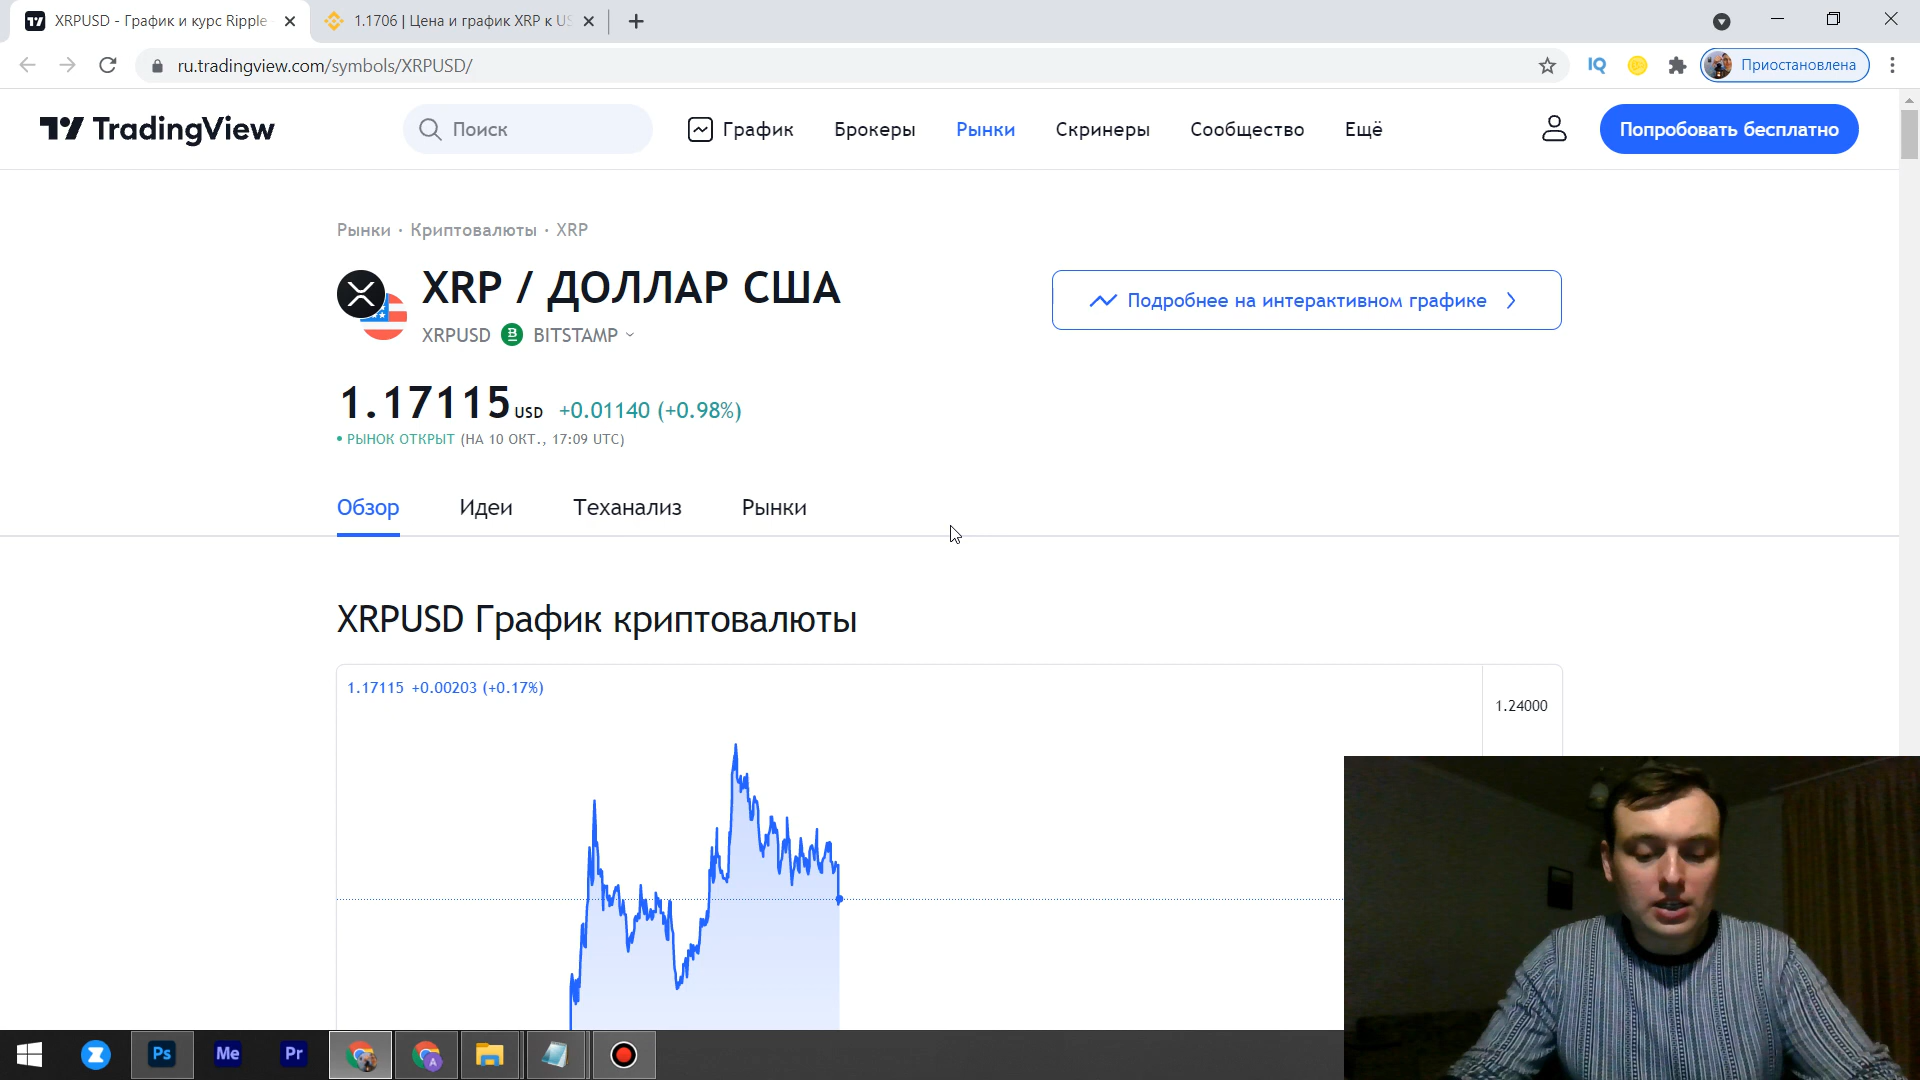 XRPUSD - График и курс Ripple
1.1706 | Цена и график XRP к US
ru.tradingview.com/symbols/XRPUSD/
IQ
Приостановлена
TradingView
Поиск
График
Брокеры
Рынки
Скринеры
Сообщество
Ещё
Попробовать бесплатно
Рынки · Криптовалюты · XRP
XRP / ДОЛЛАР США
XRPUSD BITSTAMP
Подробнее на интерактивном графике
1.17115 USD +0.01140 (+0.98%)
• РЫНОК ОТКРЫТ (НА 10 ОКТ., 17:09 UTC)
Обзор
Идеи
Теханализ
Рынки
XRPUSD График криптовалюты
1.17115 +0.00203 (+0.17%)
1.24000
Ps
Me
Pr
A